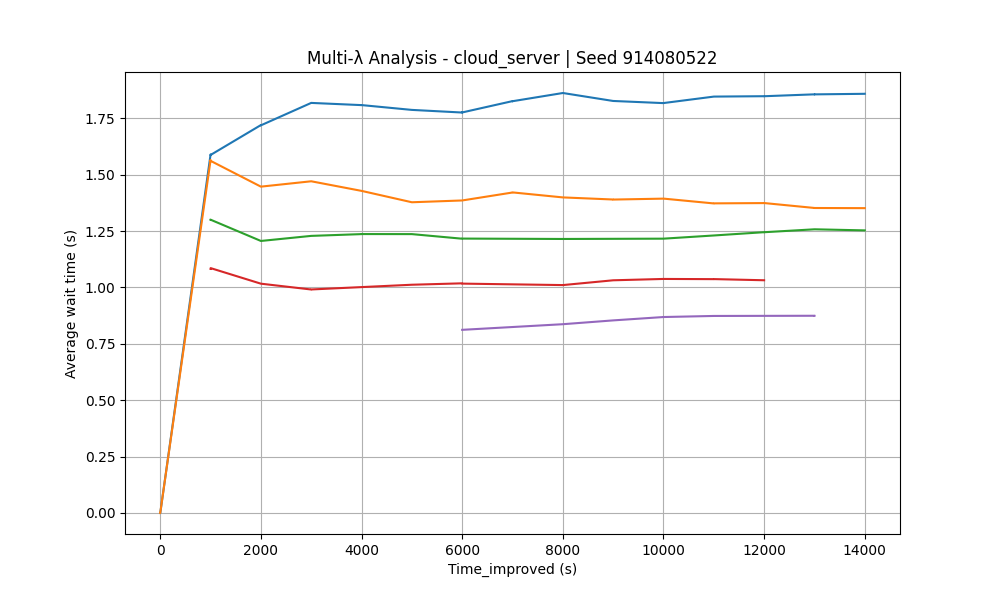 Multi-λ Analysis - cloud_server | Seed 914080522
Average wait time (s)
1.75
1.50
1.25
1.00
0.75
0.50
0.25
0.00
0 2000 4000 6000 8000 10000 12000 14000
Time_improved (s)